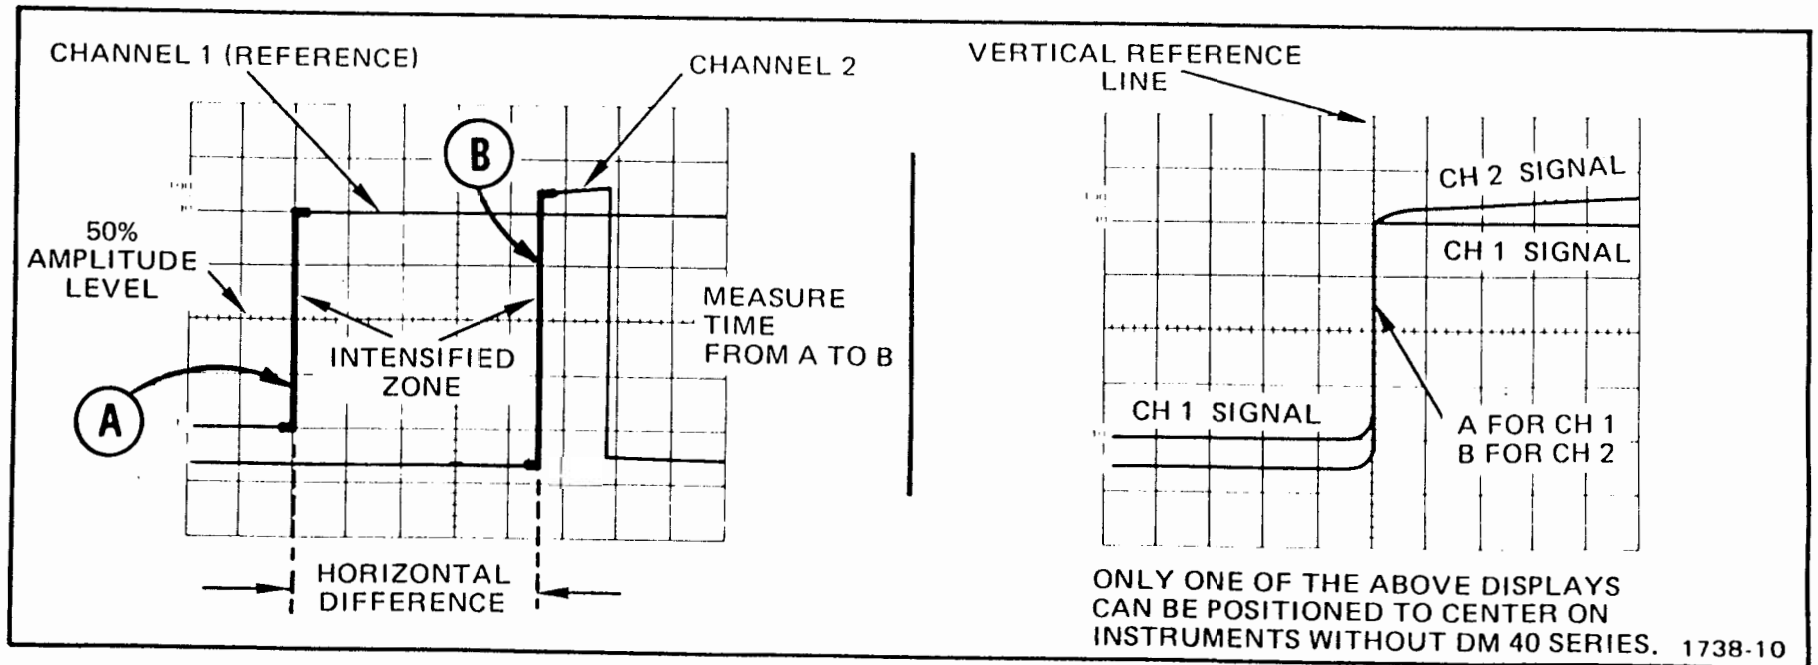 CHANNEL 1 (REFERENCE)
CHANNEL 2
B
50%
AMPLITUDE
LEVEL
INTENSIFIED
ZONE
MEASURE
TIME
FROM A TO B
A
HORIZONTAL
DIFFERENCE
VERTICAL REFERENCE
LINE
CH 2 SIGNAL
CH 1 SIGNAL
CH 1 SIGNAL
A FOR CH 1
B FOR CH 2
ONLY ONE OF THE ABOVE DISPLAYS
CAN BE POSITIONED TO CENTER ON
INSTRUMENTS WITHOUT DM 40 SERIES. 1738-10